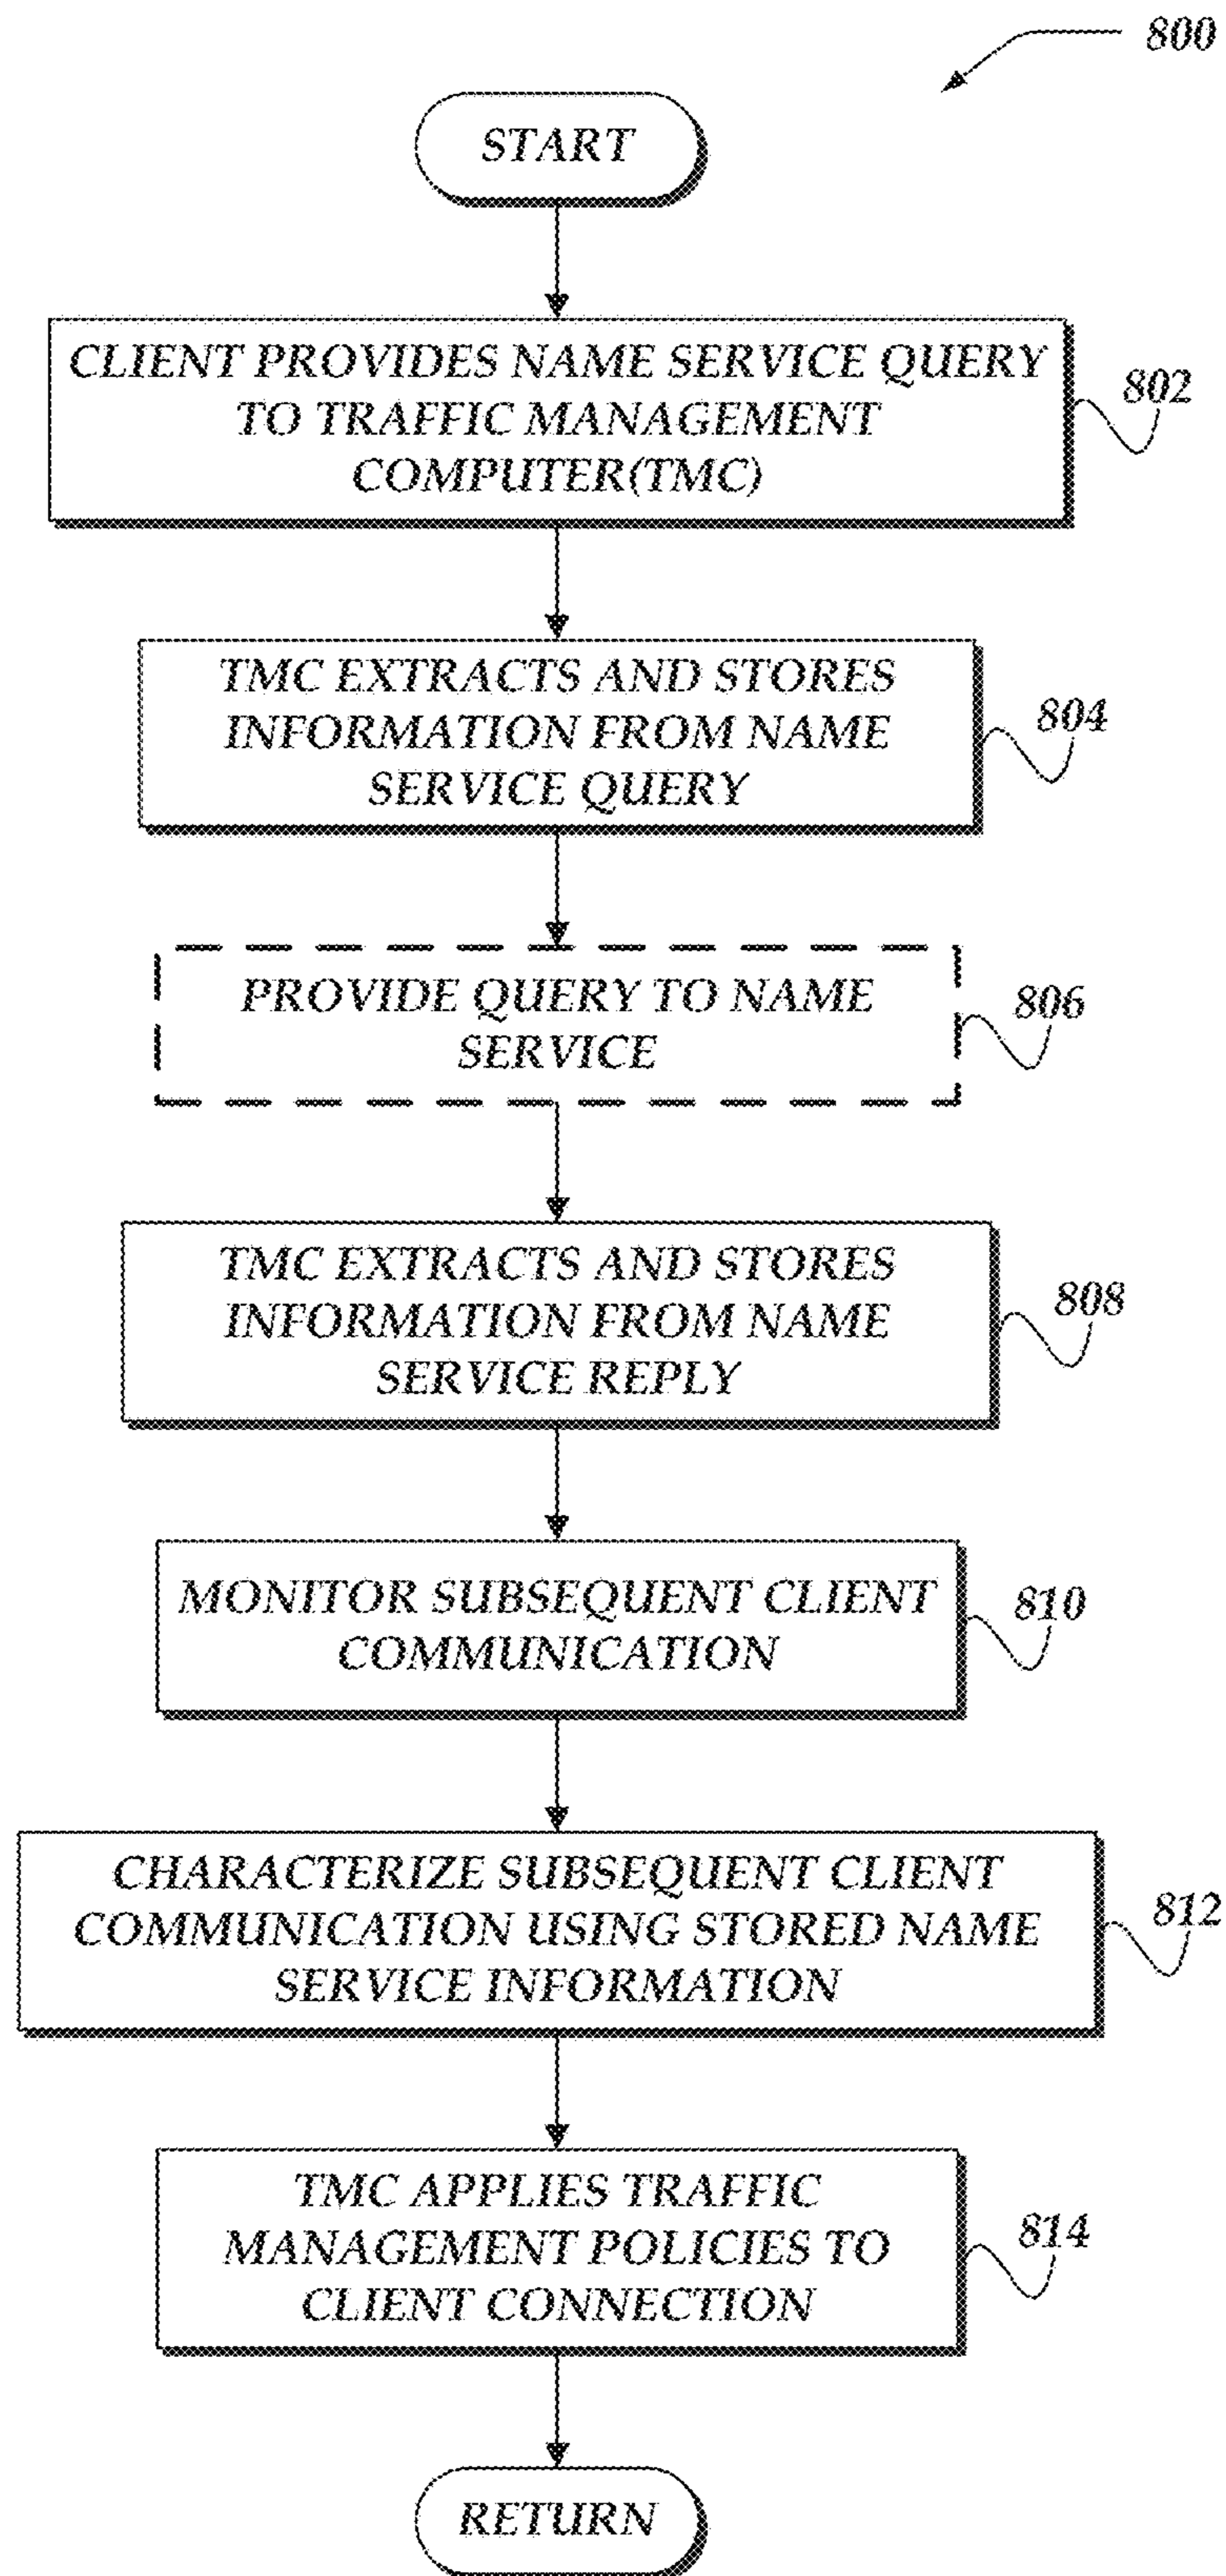 800
START
CLIENT PROVIDES NAME SERVICE QUERY
TO TRAFFIC MANAGEMENT
COMPUTER(TMC)
802
TMC EXTRACTS AND STORES
INFORMATION FROM NAME
SERVICE QUERY
804
PROVIDE QUERY TO NAME
SERVICE
806
TMC EXTRACTS AND STORES
INFORMATION FROM NAME
SERVICE REPLY
808
MONITOR SUBSEQUENT CLIENT
COMMUNICATION
810
CHARACTERIZE SUBSEQUENT CLIENT
COMMUNICATION USING STORED NAME
SERVICE INFORMATION
812
TMC APPLIES TRAFFIC
MANAGEMENT POLICIES TO
CLIENT CONNECTION
814
RETURN